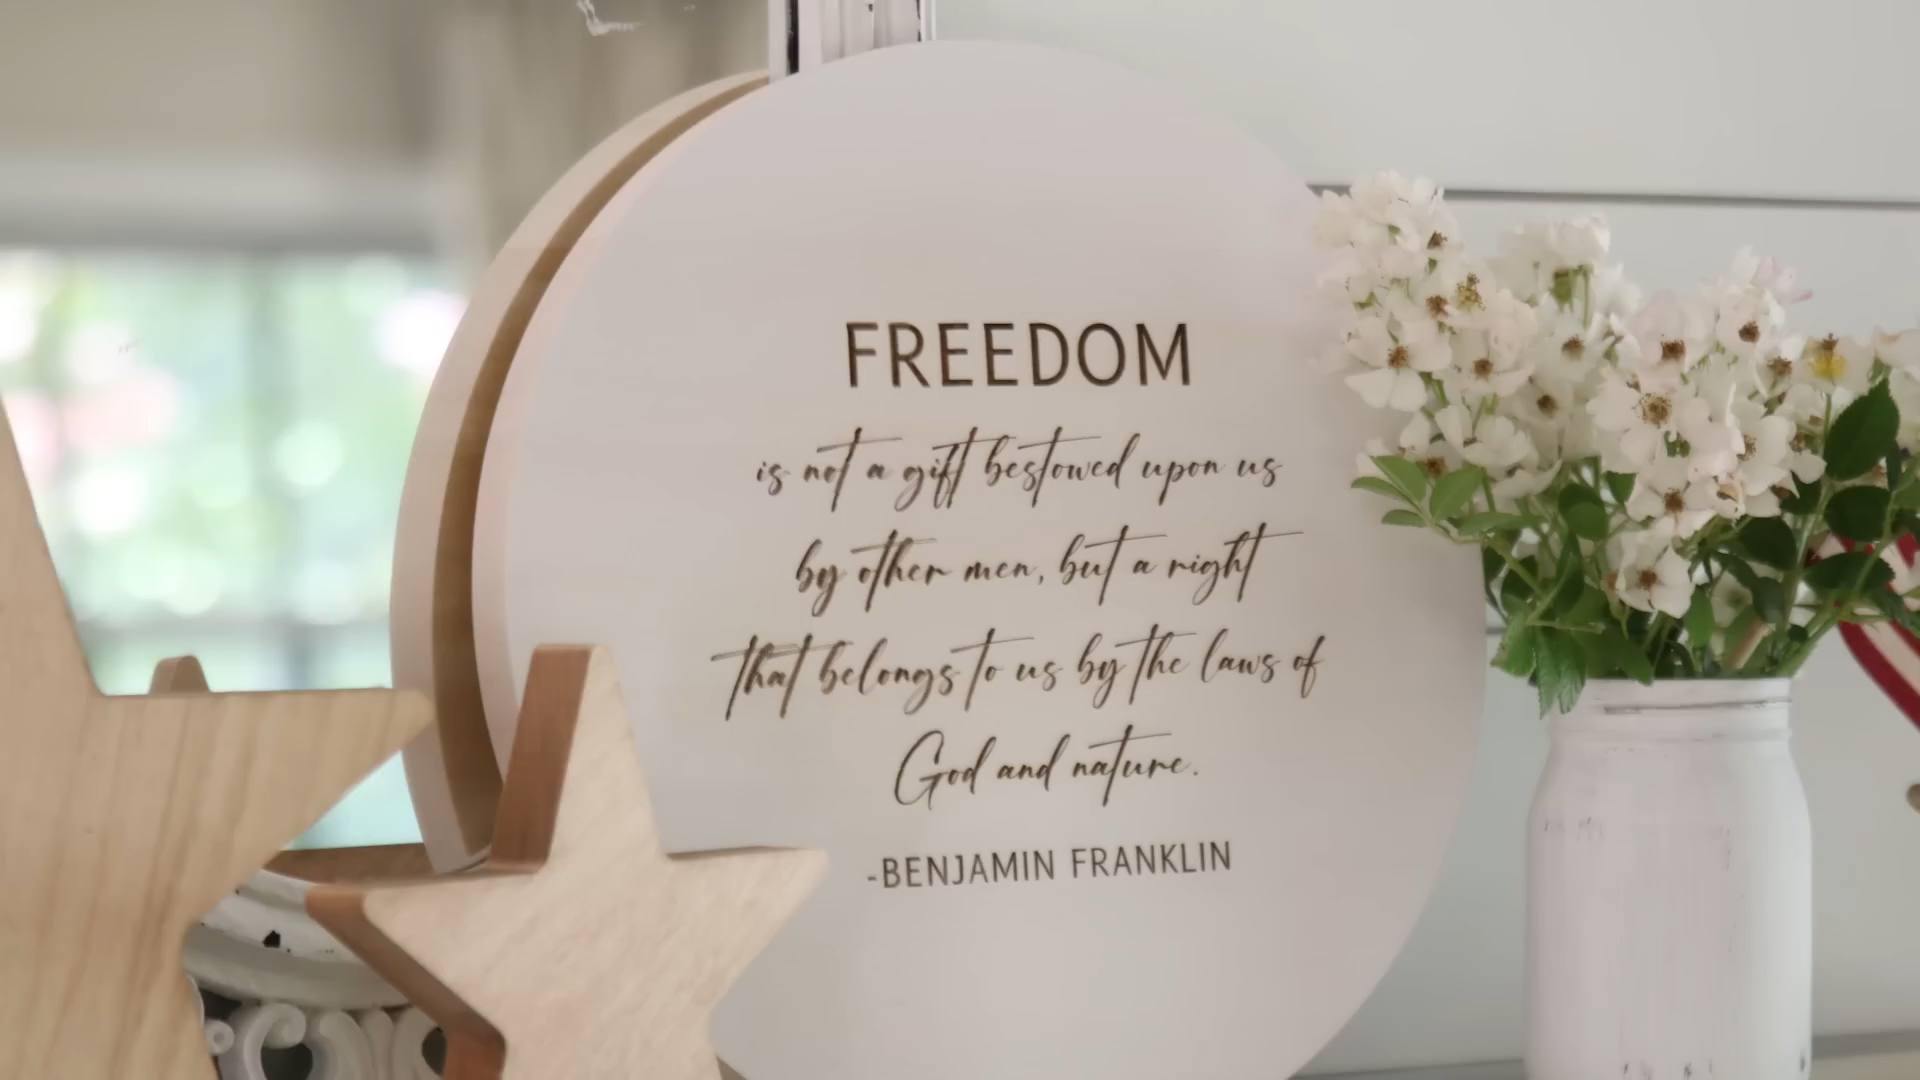 FREEDOM
is not a gift bestowed upon us
by other men, but a right
that belongs to us by the laws of
God and nature.
-BENJAMIN FRANKLIN